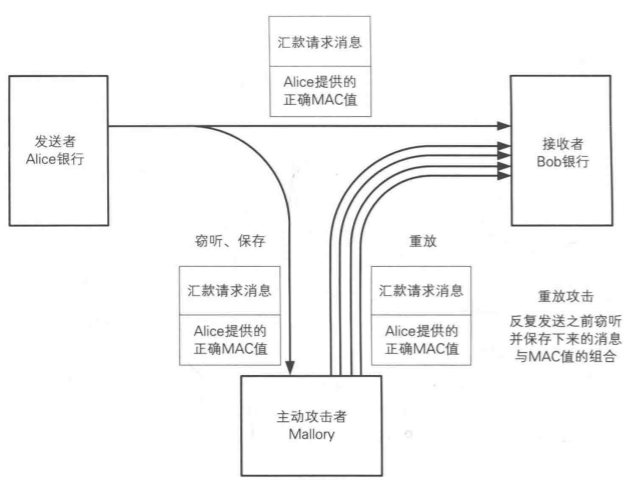 汇款请求消息
Alice提供的
正确MAC值
发送者
Alice银行
接收者
Bob银行
窃听、保存
重放
汇款请求消息
Alice提供的
正确MAC值
汇款请求消息
Alice提供的
正确MAC值
重放攻击
反复发送之前窃听
并保存下来的消息
与MAC值的组合
主动攻击者
Mallory